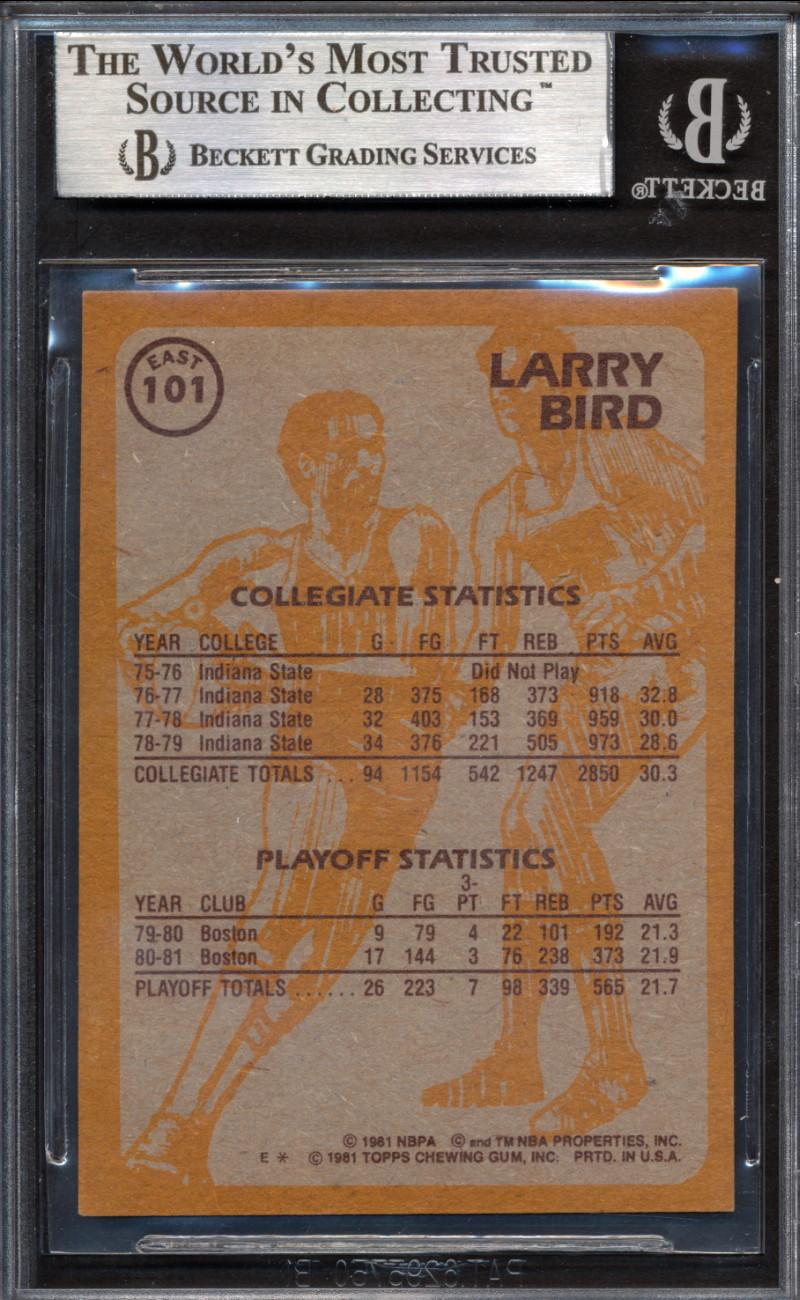 THE WORLD'S MOST TRUSTED
SOURCE IN COLLECTING™
B BECKETT GRADING SERVICES
B
BECKETT®
EAST
101
LARRY
BIRD
COLLEGIATE STATISTICS
YEAR COLLEGE G FG FT REB PTS AVG
75-76 Indiana State Did Not Play
76-77 Indiana State 28 375 168 373 918 32.8
77-78 Indiana State 32 403 153 369 959 30.0
78-79 Indiana State 34 376 221 505 973 28.6
COLLEGIATE TOTALS ... 94 1154 542 1247 2850 30.3
PLAYOFF STATISTICS
YEAR CLUB G FG 3-PT FT REB PTS AVG
79-80 Boston 9 79 4 22 101 192 21.3
80-81 Boston 17 144 3 76 238 373 21.9
PLAYOFF TOTALS ...... 26 223 7 98 339 565 21.7
© 1981 NBPA © and TM NBA PROPERTIES, INC.
E * © 1981 TOPPS CHEWING GUM, INC. PRTD. IN U.S.A.